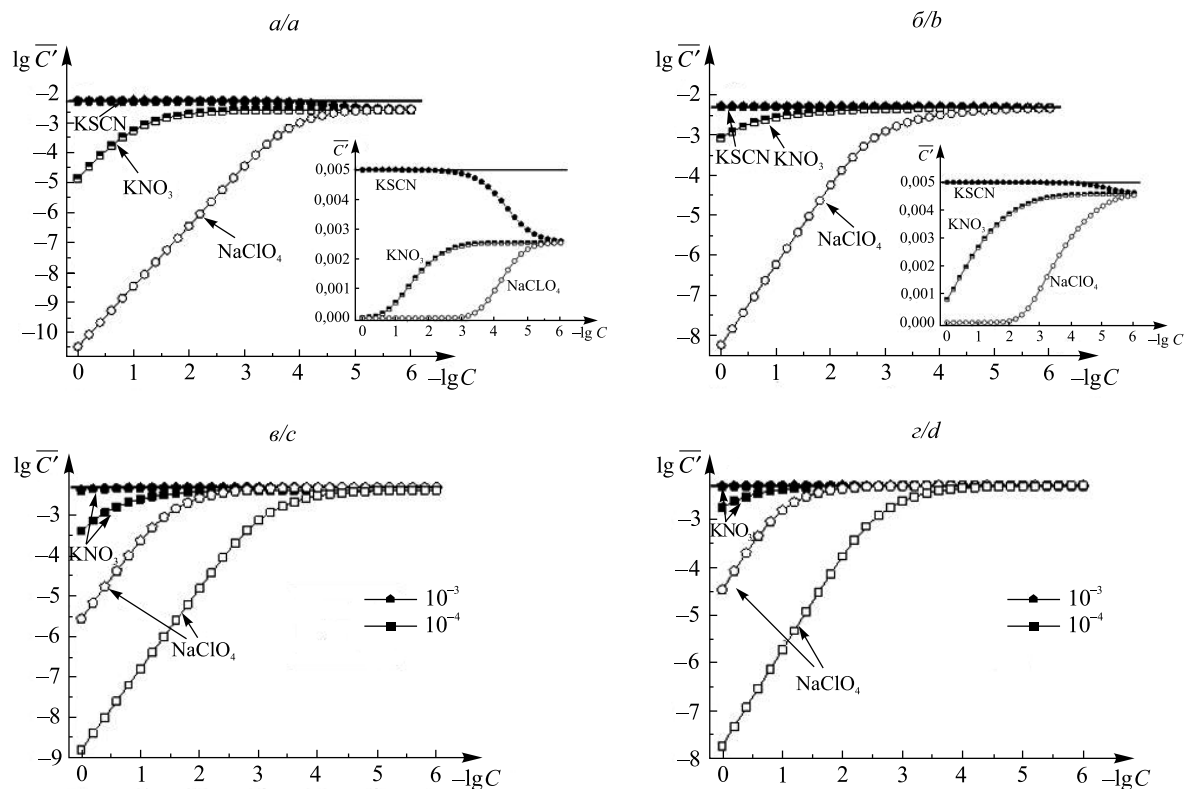 а/a
lg C̅′
−2
−3
−4
−5
−6
−7
−8
−9
−10
KSCN
KNO₃
NaClO₄
0 1 2 3 4 5 6
−lg C
C̅′
0,005
0,004
0,003
0,002
0,001
0,000
KSCN
KNO₃
NaCLO₄
0 1 2 3 4 5 6
−lg C
б/b
lg C̅′
−2
−3
−4
−5
−6
−7
−8
KSCN
KNO₃
NaClO₄
0 1 2 3 4 5 6
−lg C
C̅′
0,005
0,004
0,003
0,002
0,001
0,000
KSCN
KNO₃
NaClO₄
0 1 2 3 4 5 6
−lg C
в/c
lg C̅′
−3
−4
−5
−6
−7
−8
−9
KNO₃
NaClO₄
10⁻³
10⁻⁴
0 1 2 3 4 5 6
−lg C
г/d
lg C̅′
−3
−4
−5
−6
−7
−8
KNO₃
NaClO₄
10⁻³
10⁻⁴
0 1 2 3 4 5 6
−lg C